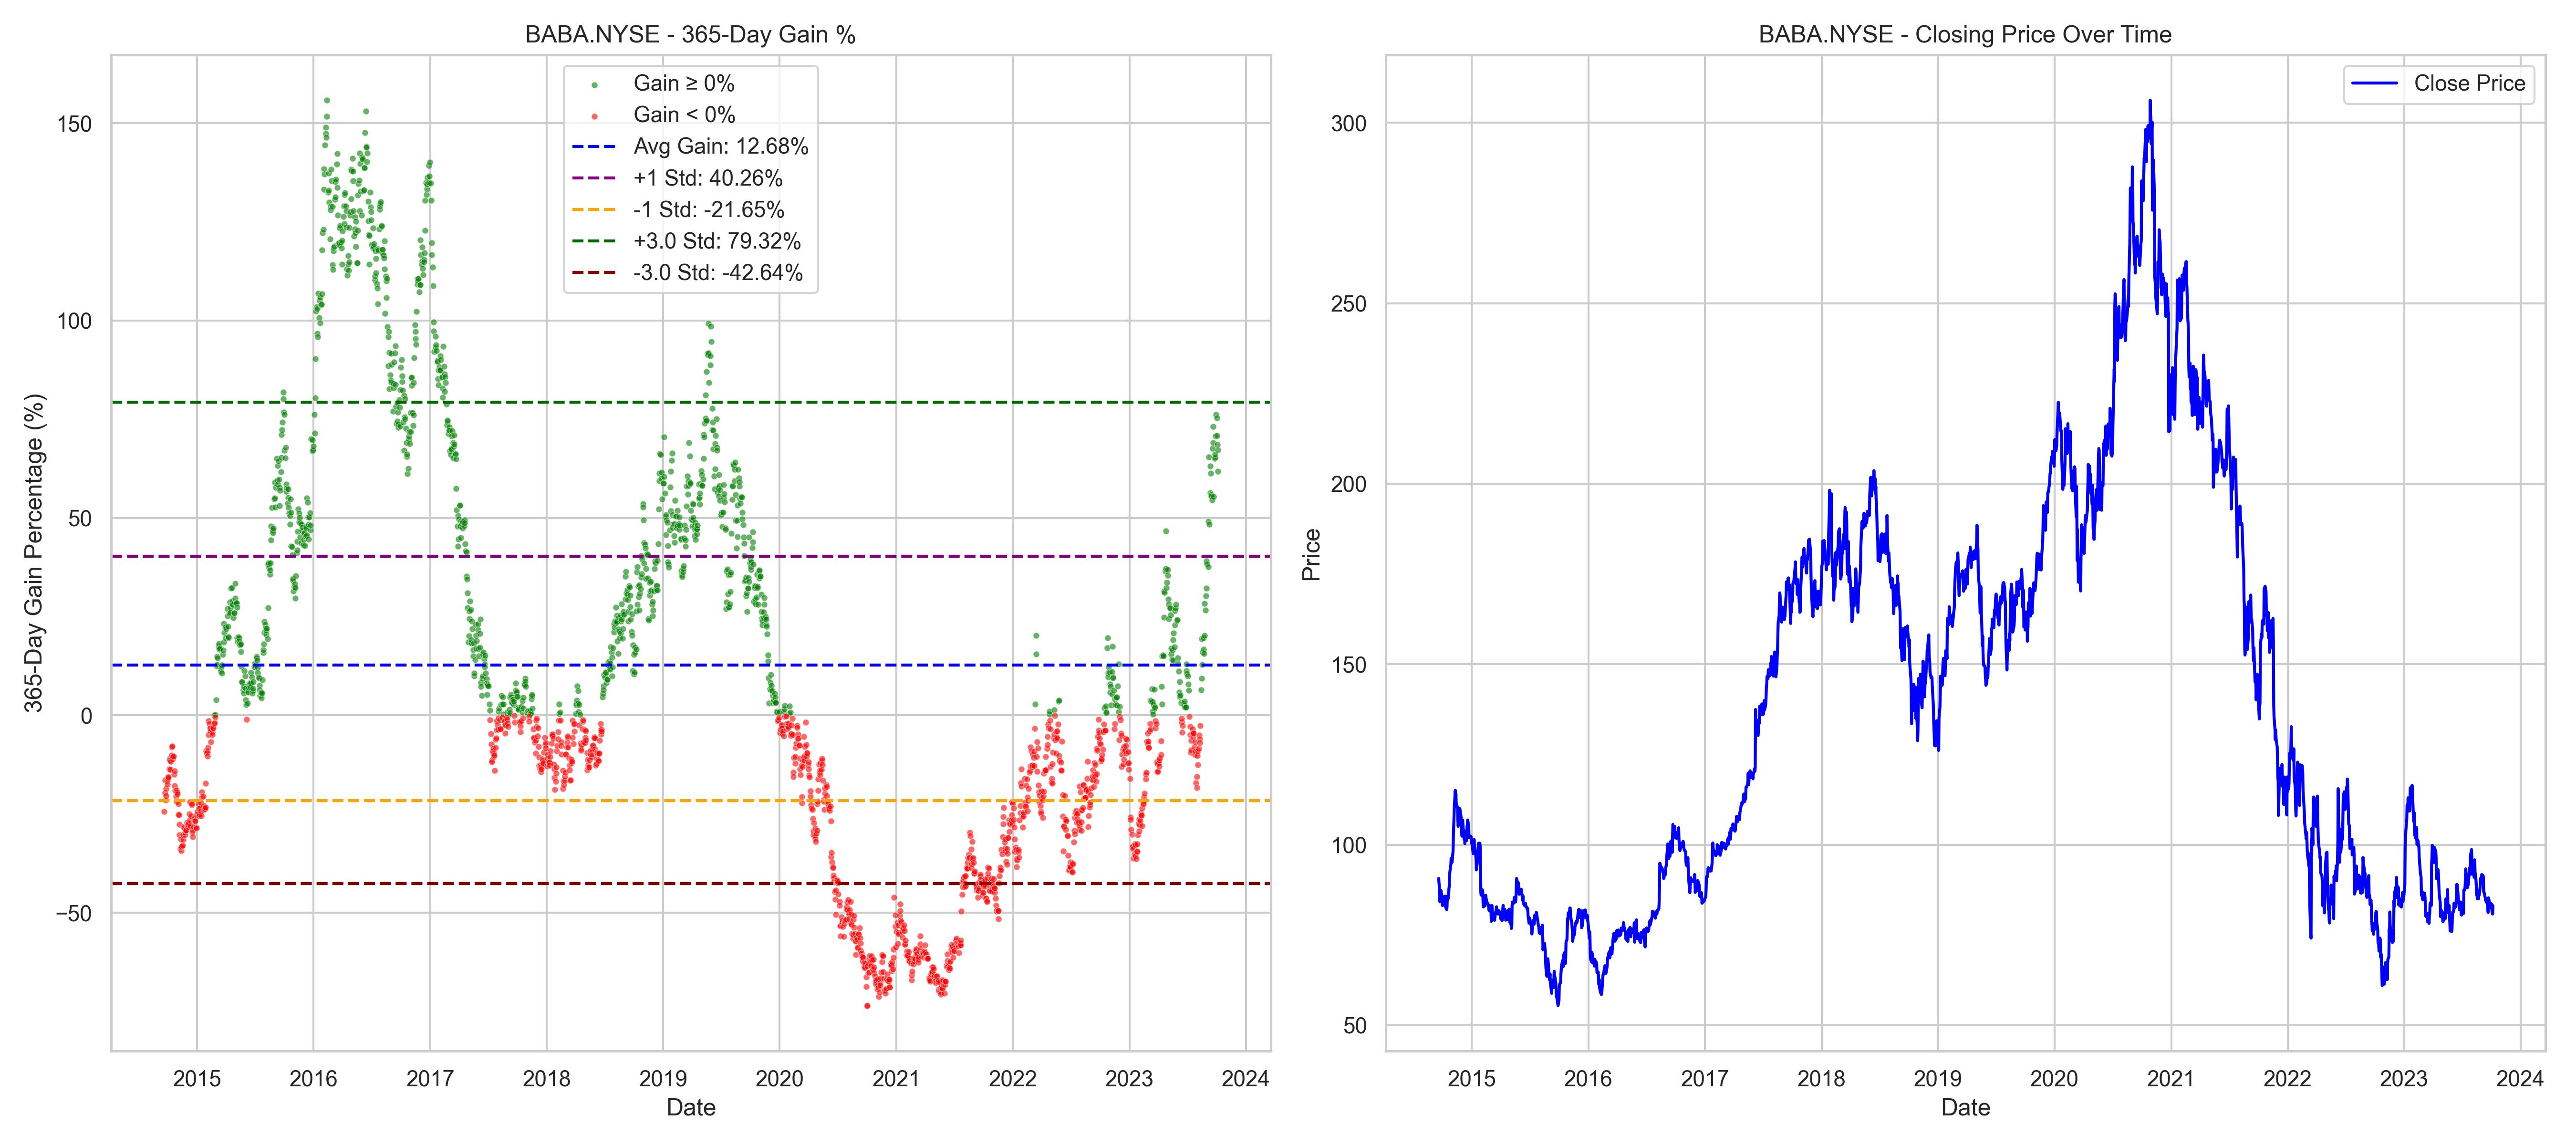 BABA.NYSE - 365-Day Gain %
Gain ≥ 0%
Gain < 0%
Avg Gain: 12.68%
+1 Std: 40.26%
-1 Std: -21.65%
+3.0 Std: 79.32%
-3.0 Std: -42.64%
365-Day Gain Percentage (%)
150
100
50
0
−50
2015 2016 2017 2018 2019 2020 2021 2022 2023 2024
Date
BABA.NYSE - Closing Price Over Time
Close Price
Price
300
250
200
150
100
50
2015 2016 2017 2018 2019 2020 2021 2022 2023 2024
Date